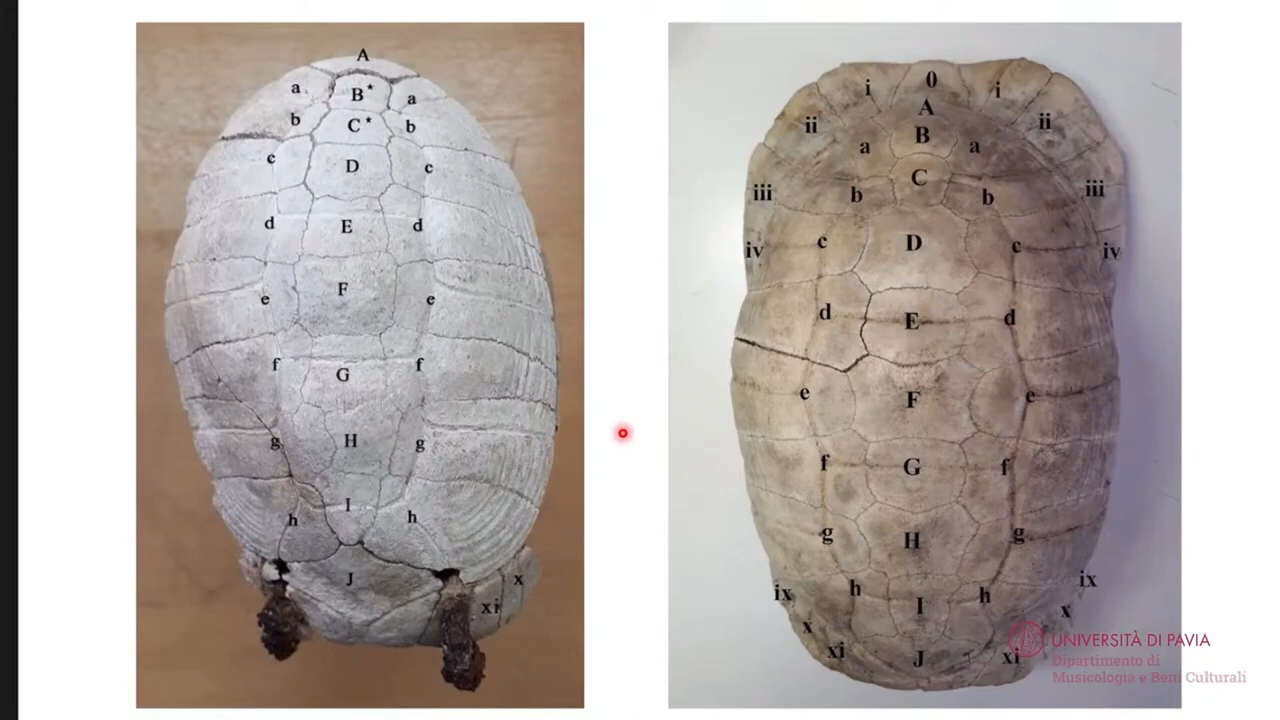 A
a B* a
b C* b
c D c
d E d
e F e
f G f
g H g
h I h
J x
xi
i 0 i
ii A ii
a B a
iii b C b iii
iv c D c iv
d E d
e F e
f G f
g H g
ix h I h ix
x x
xi J xi
UNIVERSITÀ DI PAVIA
Dipartimento di
Musicologia e Beni Culturali